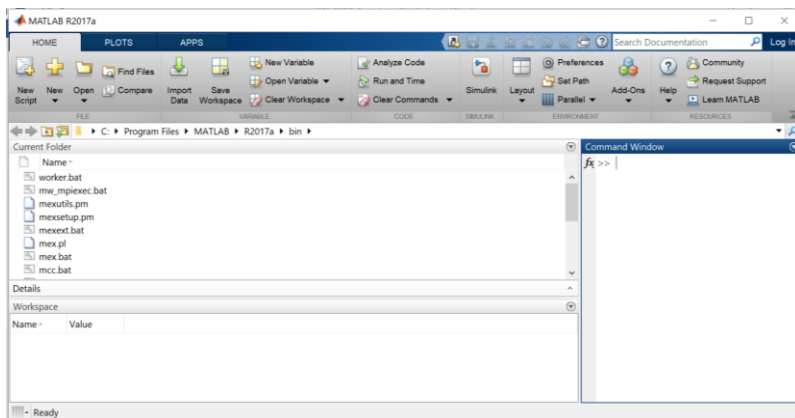 MATLAB R2017a
HOME PLOTS APPS
Search Documentation Log In
New Script
New
Open
Find Files
Compare
FILE
Import Data
Save Workspace
New Variable
Open Variable
Clear Workspace
VARIABLE
Analyze Code
Run and Time
Clear Commands
CODE
Simulink
SIMULINK
Layout
Preferences
Set Path
Parallel
Add-Ons
ENVIRONMENT
Help
Community
Request Support
Learn MATLAB
RESOURCES
C: Program Files MATLAB R2017a bin
Current Folder
Name
worker.bat
mw_mpiexec.bat
mexutils.pm
mexsetup.pm
mexext.bat
mex.pl
mex.bat
mcc.bat
Details
Workspace
Name Value
Command Window
fx >>
Ready